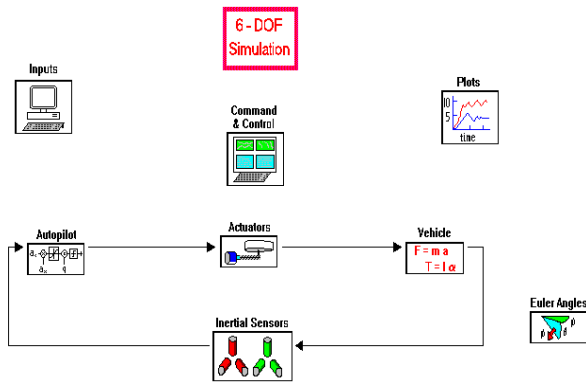 6 - DOF
Simulation
Inputs
Plots
10
5
time
Command
& Control
Autopilot
Actuators
Vehicle
F = m a
T = I α
Euler Angles
Inertial Sensors